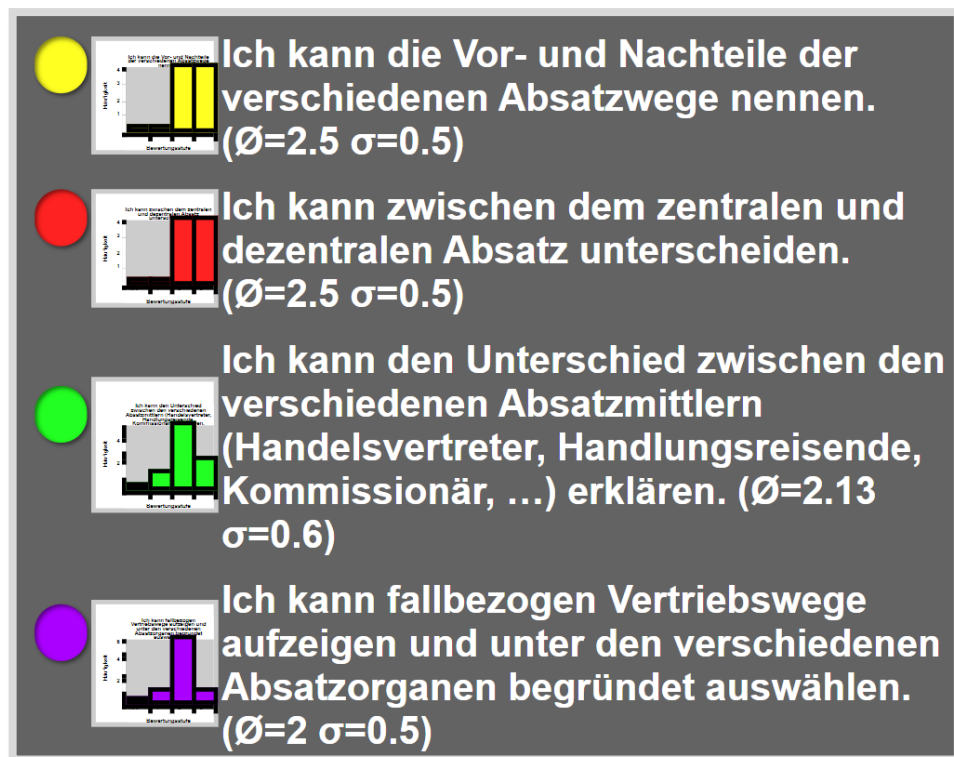 Ich kann die Vor- und Nachteile der
verschiedenen Absatzwege nennen.
(Ø=2.5 σ=0.5)
Ich kann zwischen dem zentralen und
dezentralen Absatz unterscheiden.
(Ø=2.5 σ=0.5)
Ich kann den Unterschied zwischen den
verschiedenen Absatzmittlern
(Handelsvertreter, Handlungsreisende,
Kommissionär, …) erklären. (Ø=2.13
σ=0.6)
Ich kann fallbezogen Vertriebswege
aufzeigen und unter den verschiedenen
Absatzorganen begründet auswählen.
(Ø=2 σ=0.5)